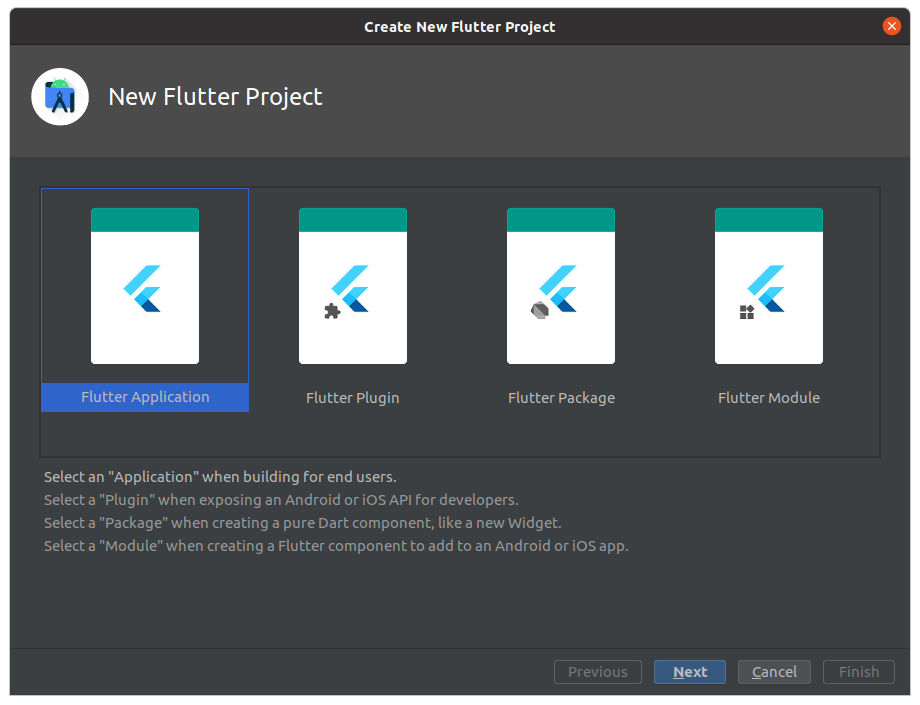 Create New Flutter Project
New Flutter Project
Flutter Application
Flutter Plugin
Flutter Package
Flutter Module
Select an "Application" when building for end users.
Select a "Plugin" when exposing an Android or iOS API for developers.
Select a "Package" when creating a pure Dart component, like a new Widget.
Select a "Module" when creating a Flutter component to add to an Android or iOS app.
Previous
Next
Cancel
Finish